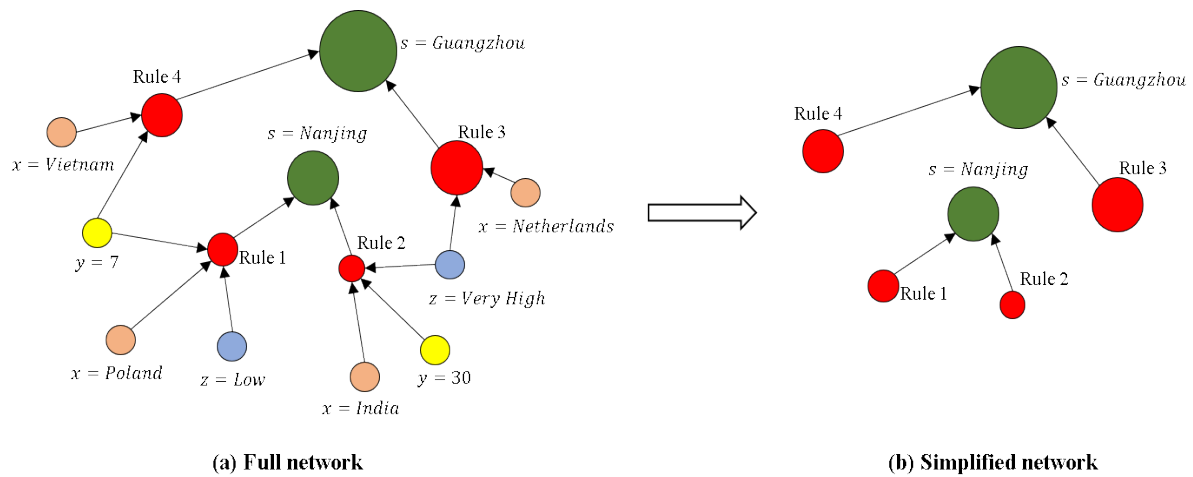 s = Guangzhou
Rule 4
x = Vietnam
s = Nanjing
Rule 3
x = Netherlands
y = 7
Rule 1
Rule 2
z = Very High
x = Poland
z = Low
y = 30
x = India
(a) Full network
s = Guangzhou
Rule 4
s = Nanjing
Rule 3
Rule 1
Rule 2
(b) Simplified network